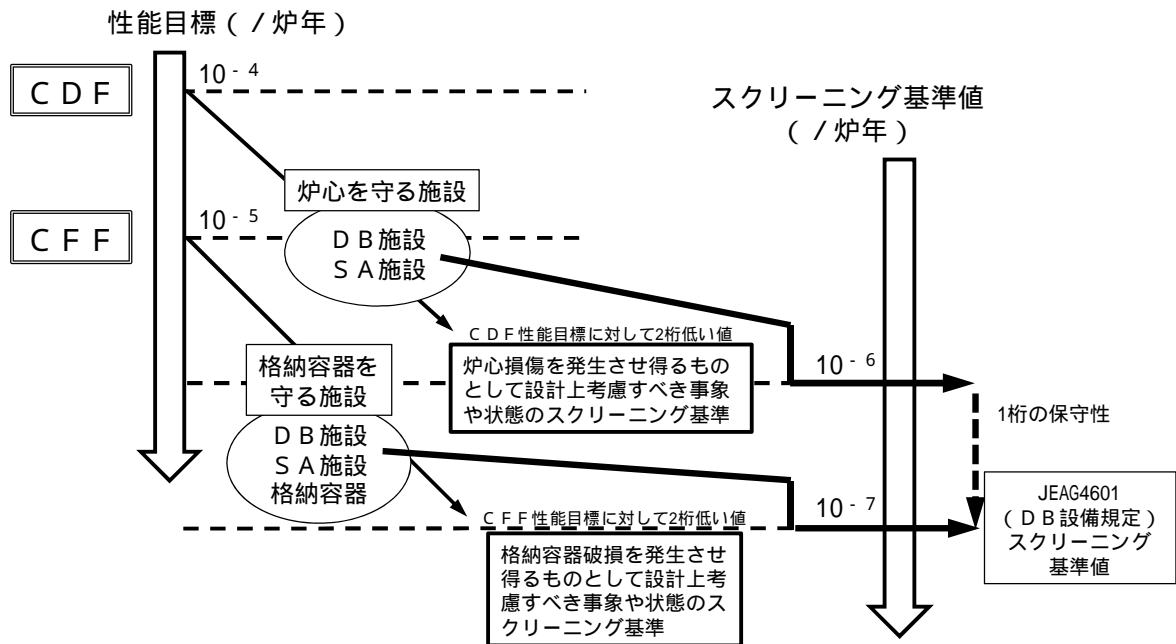 性能目標(/炉年)
CDF
10-4
スクリーニング基準値
(/炉年)
炉心を守る施設
CFF
10-5
DB施設
SA施設
CDF性能目標に対して2桁低い値
格納容器を
守る施設
炉心損傷を発生させ得るもの
として設計上考慮すべき事象
や状態のスクリーニング基準
10-6
1桁の保守性
DB施設
SA施設
格納容器
CFF性能目標に対して2桁低い値
10-7
JEAG4601
(DB設備規定)
スクリーニング
基準値
格納容器破損を発生させ
得るものとして設計上考
慮すべき事象や状態のス
クリーニング基準